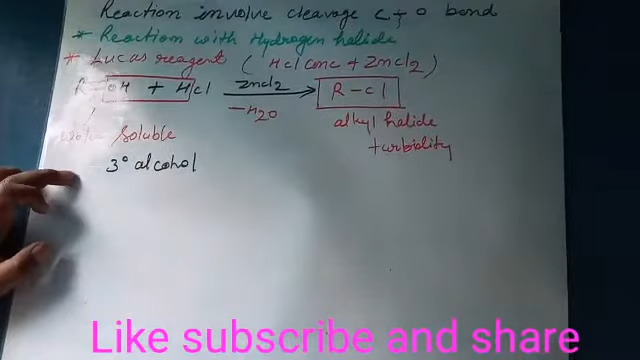 Reaction involve cleavage C-O bond
* Reaction with Hydrogen halide
* Lucas reagent ( Hcl conc + Zncl2 )
R-OH + HCl Zncl2 -H2O R-Cl
soluble alkyl halide
turbidity
3° alcohol
Like subscribe and share